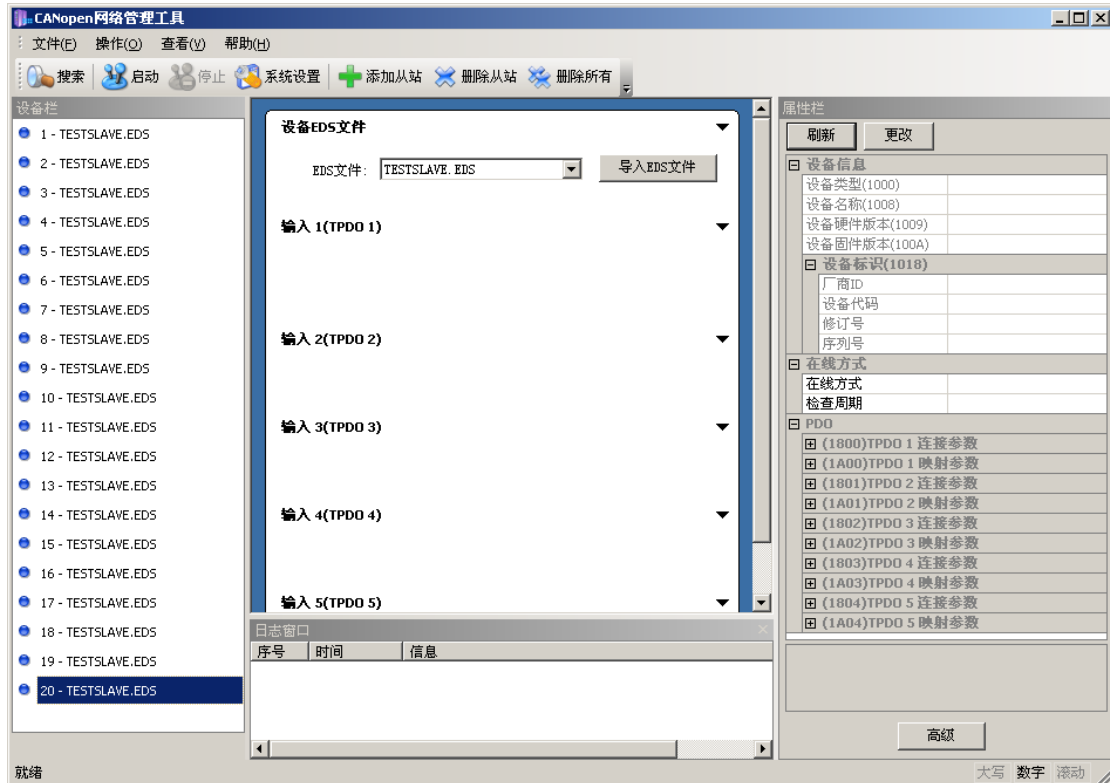 CANopen网络管理工具
文件(F) 操作(O) 查看(V) 帮助(H)
搜索 启动 停止 系统设置 添加从站 删除从站 删除所有
设备栏
1 - TESTSLAVE.EDS
2 - TESTSLAVE.EDS
3 - TESTSLAVE.EDS
4 - TESTSLAVE.EDS
5 - TESTSLAVE.EDS
6 - TESTSLAVE.EDS
7 - TESTSLAVE.EDS
8 - TESTSLAVE.EDS
9 - TESTSLAVE.EDS
10 - TESTSLAVE.EDS
11 - TESTSLAVE.EDS
12 - TESTSLAVE.EDS
13 - TESTSLAVE.EDS
14 - TESTSLAVE.EDS
15 - TESTSLAVE.EDS
16 - TESTSLAVE.EDS
17 - TESTSLAVE.EDS
18 - TESTSLAVE.EDS
19 - TESTSLAVE.EDS
20 - TESTSLAVE.EDS
设备EDS文件
EDS文件: TESTSLAVE.EDS 导入EDS文件
输入 1(TPDO 1)
输入 2(TPDO 2)
输入 3(TPDO 3)
输入 4(TPDO 4)
输入 5(TPDO 5)
日志窗口
序号 时间 信息
属性栏
刷新 更改
设备信息
设备类型(1000)
设备名称(1008)
设备硬件版本(1009)
设备固件版本(100A)
设备标识(1018)
厂商ID
设备代码
修订号
序列号
在线方式
在线方式
检查周期
PDO
(1800)TPDO 1 连接参数
(1A00)TPDO 1 映射参数
(1801)TPDO 2 连接参数
(1A01)TPDO 2 映射参数
(1802)TPDO 3 连接参数
(1A02)TPDO 3 映射参数
(1803)TPDO 4 连接参数
(1A03)TPDO 4 映射参数
(1804)TPDO 5 连接参数
(1A04)TPDO 5 映射参数
高级
就绪 大写 数字 滚动